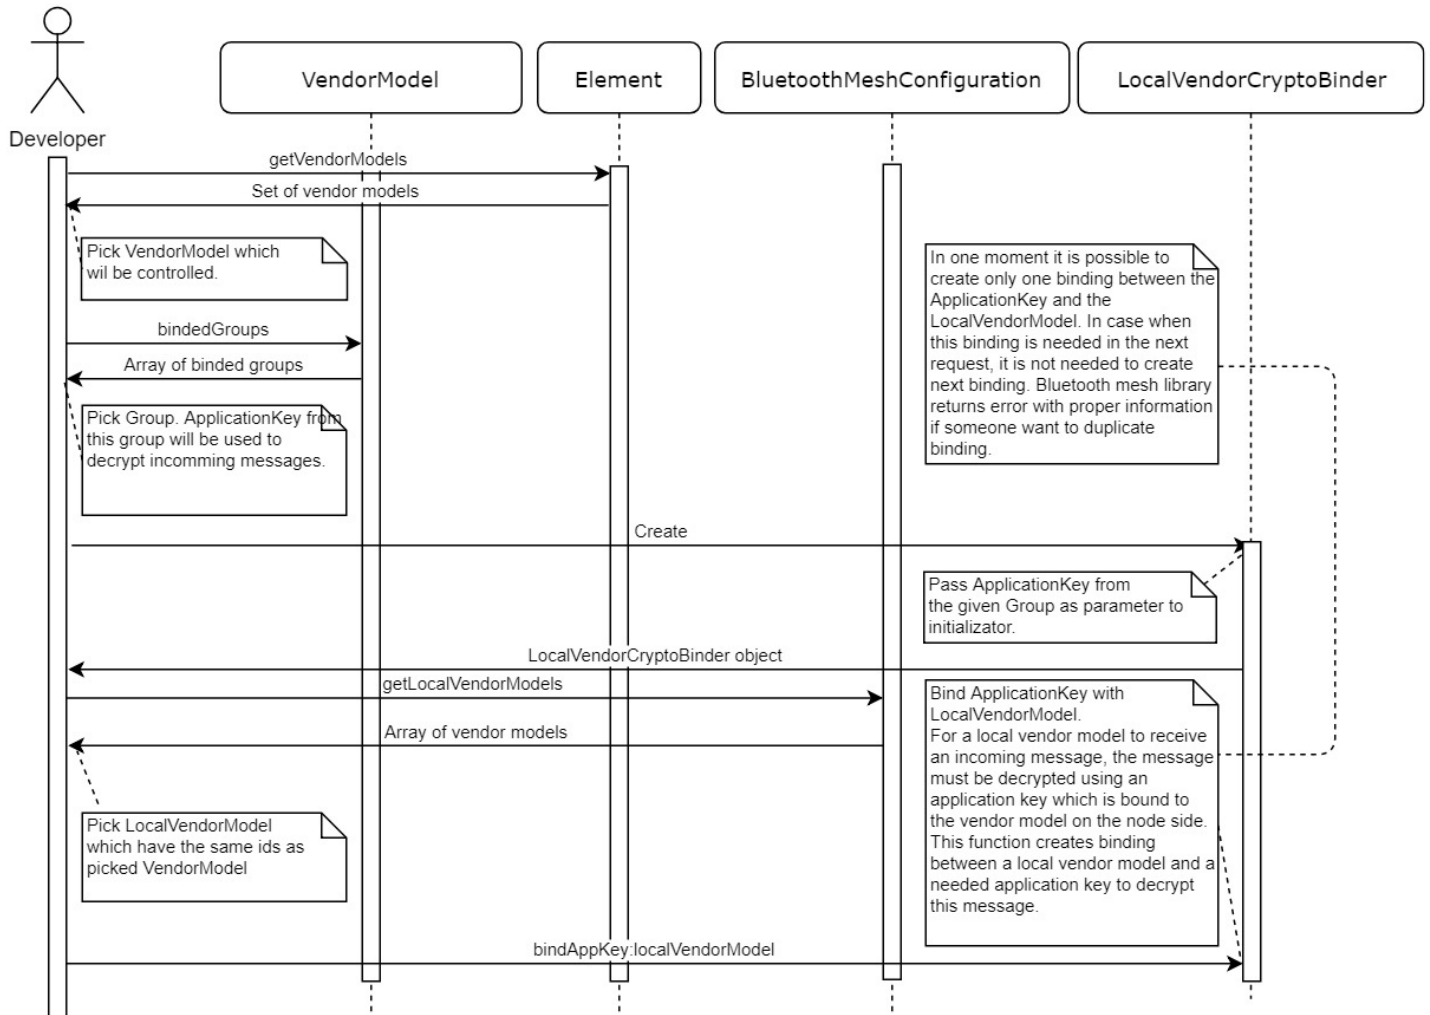 VendorModel
Element
BluetoothMeshConfiguration
LocalVendorCryptoBinder
Developer
getVendorModels
Set of vendor models
Pick VendorModel which
wil be controlled.
In one moment it is possible to
create only one binding between the
ApplicationKey and the
LocalVendorModel. In case when
this binding is needed in the next
request, it is not needed to create
next binding. Bluetooth mesh library
returns error with proper information
if someone want to duplicate
binding.
bindedGroups
Array of binded groups
Pick Group. ApplicationKey from
this group will be used to
decrypt incomming messages.
Create
Pass ApplicationKey from
the given Group as parameter to
initializator.
LocalVendorCryptoBinder object
getLocalVendorModels
Array of vendor models
Bind ApplicationKey with
LocalVendorModel.
For a local vendor model to receive
an incoming message, the message
must be decrypted using an
application key which is bound to
the vendor model on the node side.
This function creates binding
between a local vendor model and a
needed application key to decrypt
this message.
Pick LocalVendorModel
which have the same ids as
picked VendorModel
bindAppKey:localVendorModel